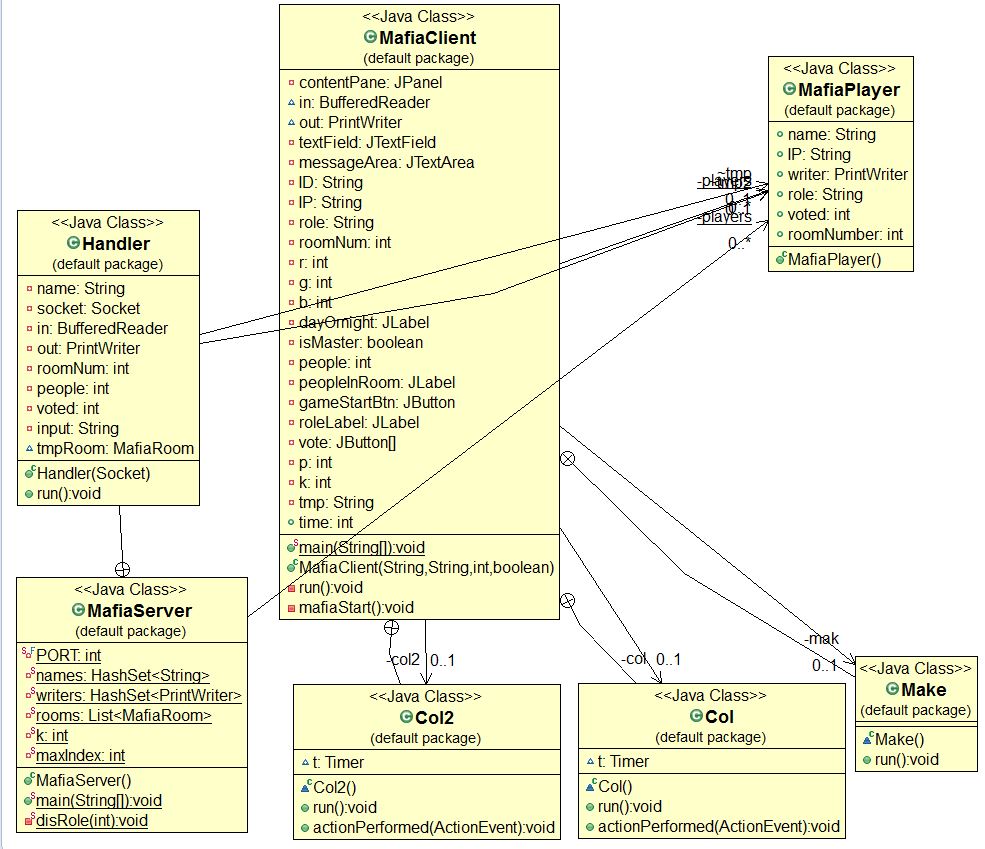 <<Java Class>>
MafiaClient
(default package)
contentPane: JPanel
in: BufferedReader
out: PrintWriter
textField: JTextField
messageArea: JTextArea
ID: String
IP: String
role: String
roomNum: int
r: int
g: int
b: int
dayOrnight: JLabel
isMaster: boolean
people: int
peopleInRoom: JLabel
gameStartBtn: JButton
roleLabel: JLabel
vote: JButton[]
p: int
k: int
tmp: String
time: int
main(String[]):void
MafiaClient(String,String,int,boolean)
run():void
mafiaStart():void
<<Java Class>>
MafiaPlayer
(default package)
name: String
IP: String
writer: PrintWriter
role: String
voted: int
roomNumber: int
MafiaPlayer()
~tmp
-players
0..1
0..1
-players
0..*
<<Java Class>>
Handler
(default package)
name: String
socket: Socket
in: BufferedReader
out: PrintWriter
roomNum: int
people: int
voted: int
input: String
tmpRoom: MafiaRoom
Handler(Socket)
run():void
<<Java Class>>
MafiaServer
(default package)
PORT: int
names: HashSet<String>
writers: HashSet<PrintWriter>
rooms: List<MafiaRoom>
k: int
maxIndex: int
MafiaServer()
main(String[]):void
disRole(int):void
-col2 0..1
<<Java Class>>
Col2
(default package)
t: Timer
Col2()
run():void
actionPerformed(ActionEvent):void
-col 0..1
<<Java Class>>
Col
(default package)
t: Timer
Col()
run():void
actionPerformed(ActionEvent):void
-mak
0..1
<<Java Class>>
Make
(default package)
Make()
run():void